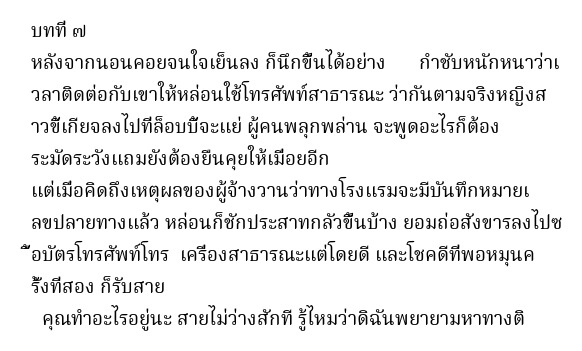 บทที่ ๗
หลังจากนอนคอยจนใจเย็นลง ก็นึกขึ้นได้อย่าง กำชับหนักหนาว่าเ
วลาติดต่อกับเขาให้หล่อนใช้โทรศัพท์สาธารณะ ว่ากันตามจริงหญิงส
าวขี้เกียจลงไปที่ล็อบบี้จะแย่ ผู้คนพลุกพล่าน จะพูดอะไรก็ต้อง
ระมัดระวังแถมยังต้องยืนคุยให้เมื่อยอีก
แต่เมื่อคิดถึงเหตุผลของผู้จ้างวานว่าทางโรงแรมจะมีบันทึกหมายเ
ลขปลายทางแล้ว หล่อนก็ชักประสาทกลัวขึ้นบ้าง ยอมถ่อสังขารลงไปซ
ื้อบัตรโทรศัพท์โทร เครื่องสาธารณะแต่โดยดี และโชคดีที่พอหมุนค
รั้งที่สอง ก็รับสาย
คุณทำอะไรอยู่นะ สายไม่ว่างสักที รู้ไหมว่าดิฉันพยายามหาทางติ